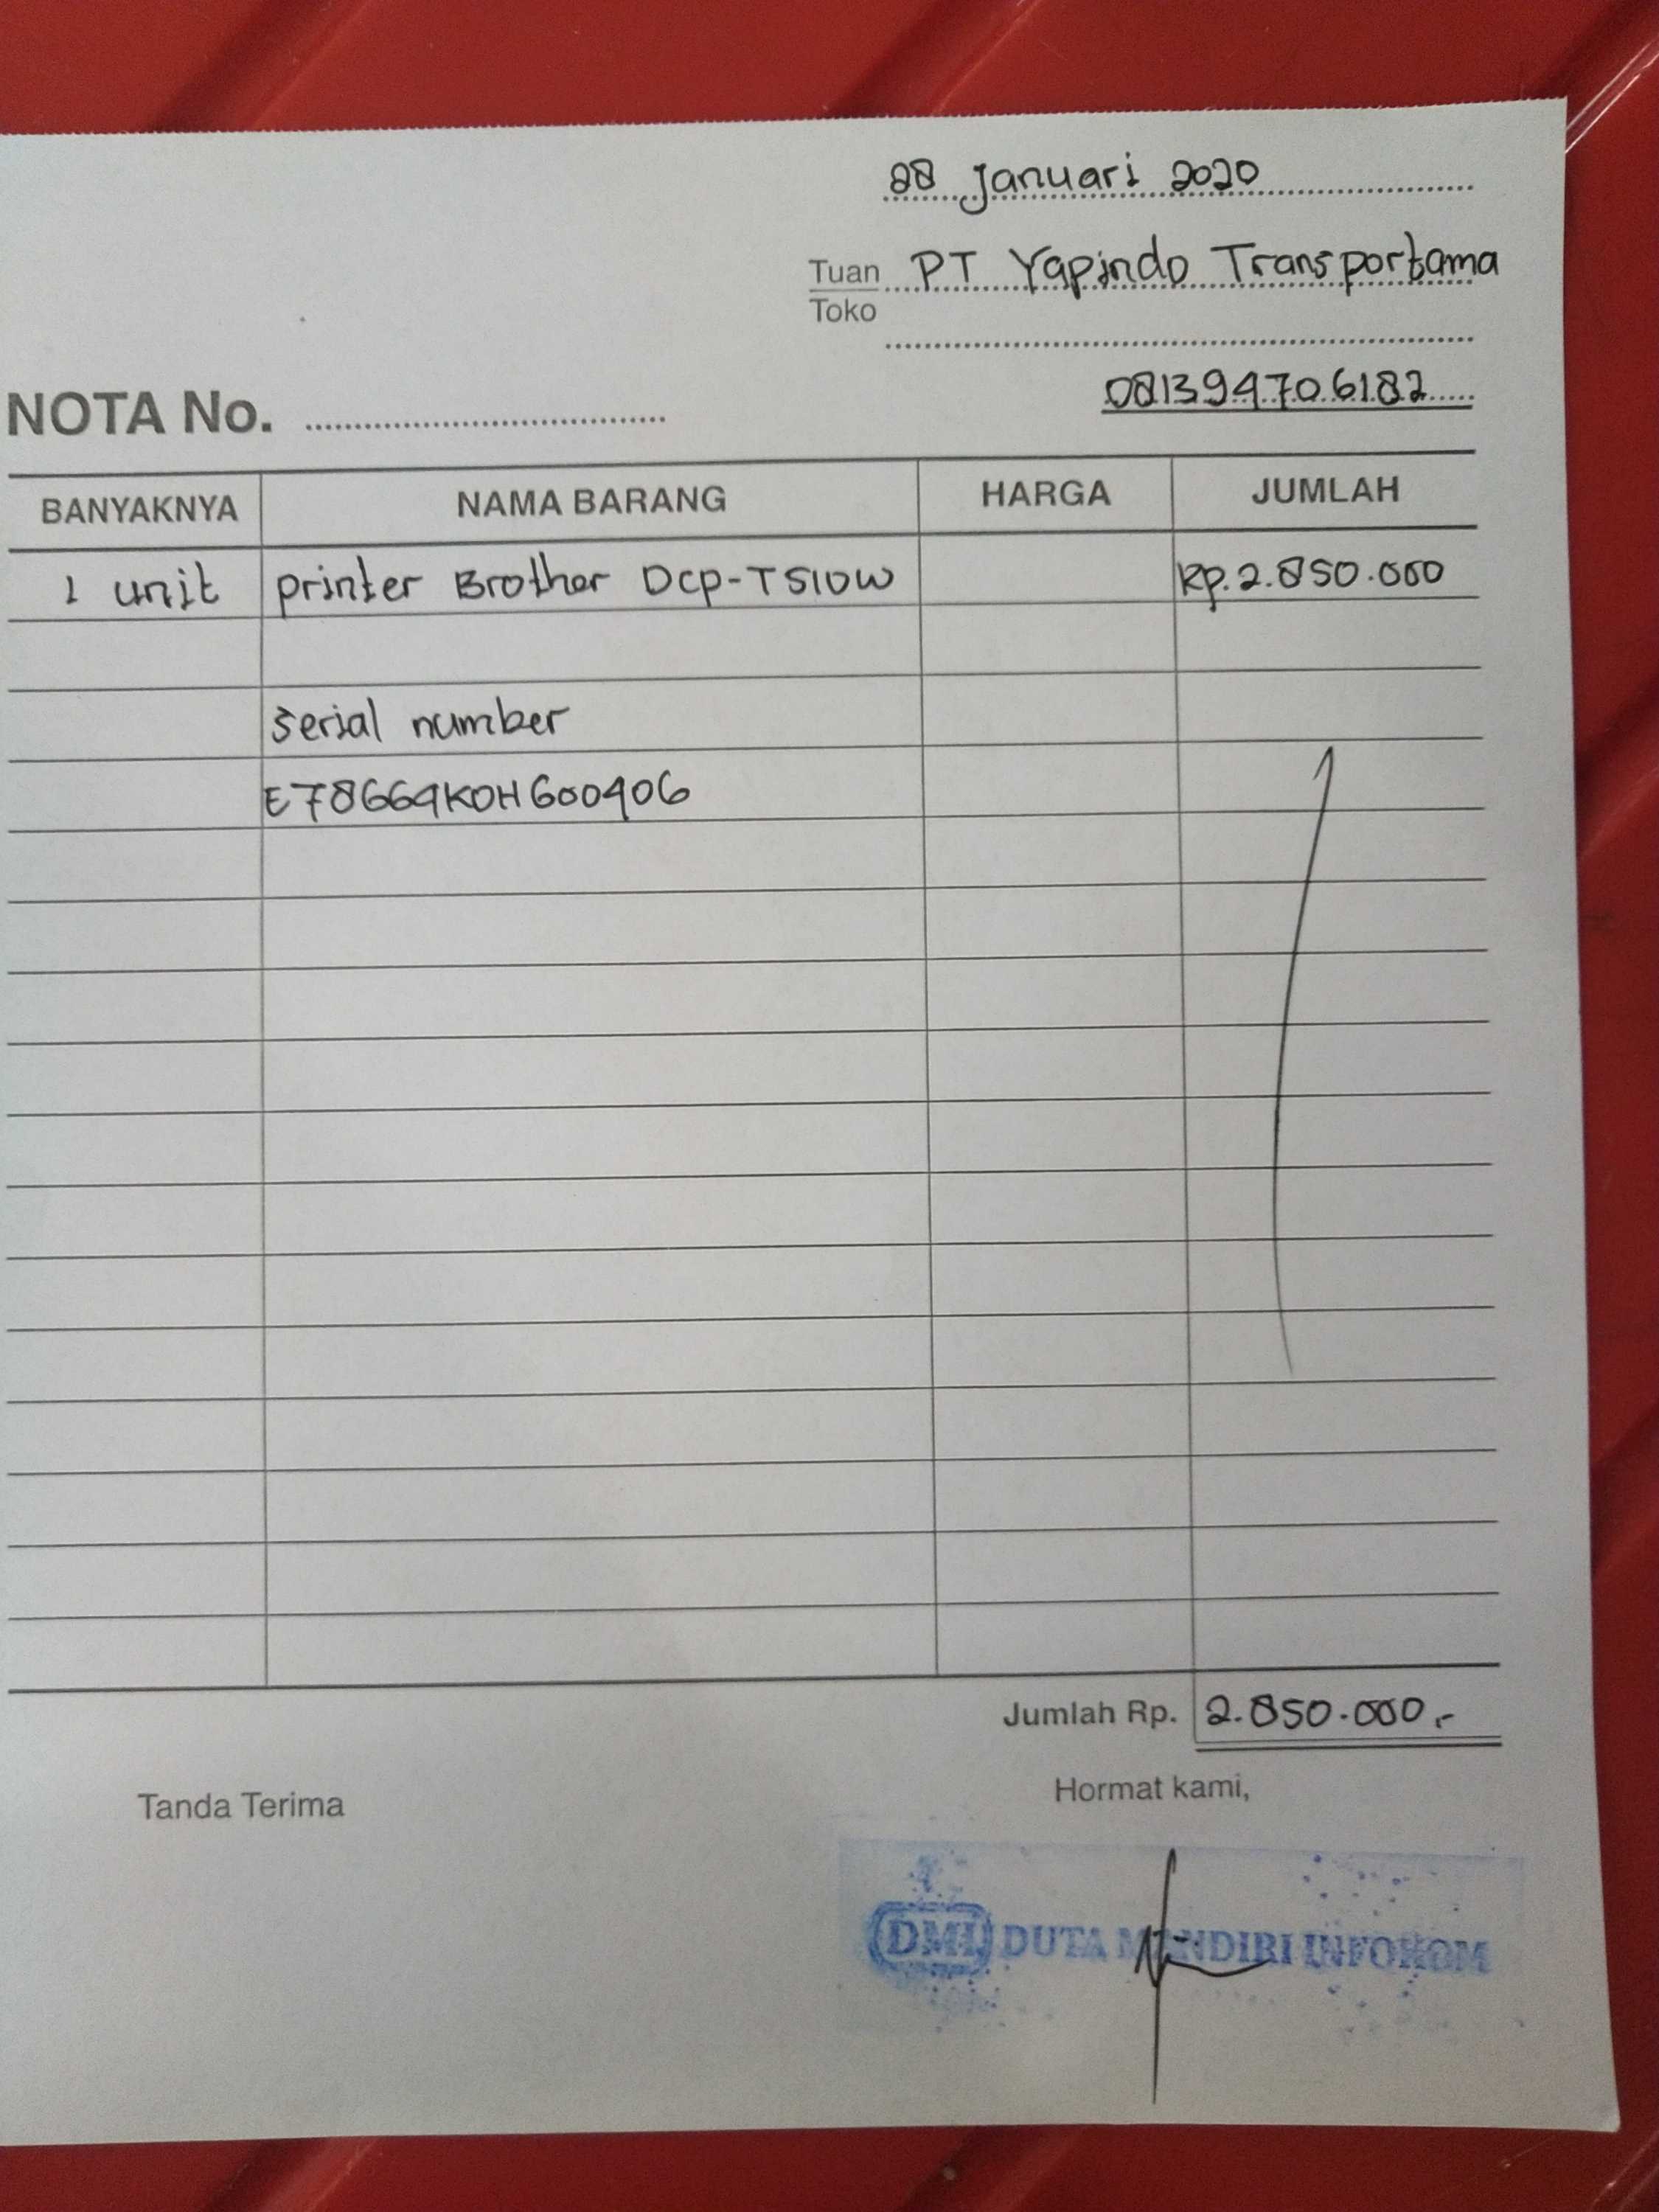 28 Januari 2020
Tuan PT Yapindo Transportama
Toko
081394706182
NOTA No.
BANYAKNYA NAMA BARANG HARGA JUMLAH
1 unit printer Brother Dcp-T510W Rp.2.850.000
Serial number
E78664K0H600406
Jumlah Rp. 2.850.000,-
Tanda Terima Hormat kami,
DMI DUTA MANDIRI INFOKOM